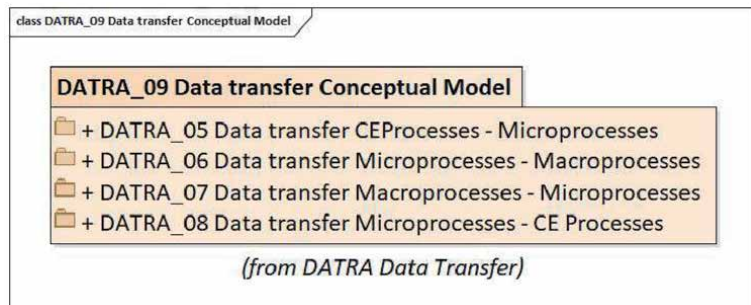 class DATRA_09 Data transfer Conceptual Model
DATRA_09 Data transfer Conceptual Model
+ DATRA_05 Data transfer CEProcesses - Microprocesses
+ DATRA_06 Data transfer Microprocesses - Macroprocesses
+ DATRA_07 Data transfer Macroprocesses - Microprocesses
+ DATRA_08 Data transfer Microprocesses - CE Processes
(from DATRA Data Transfer)